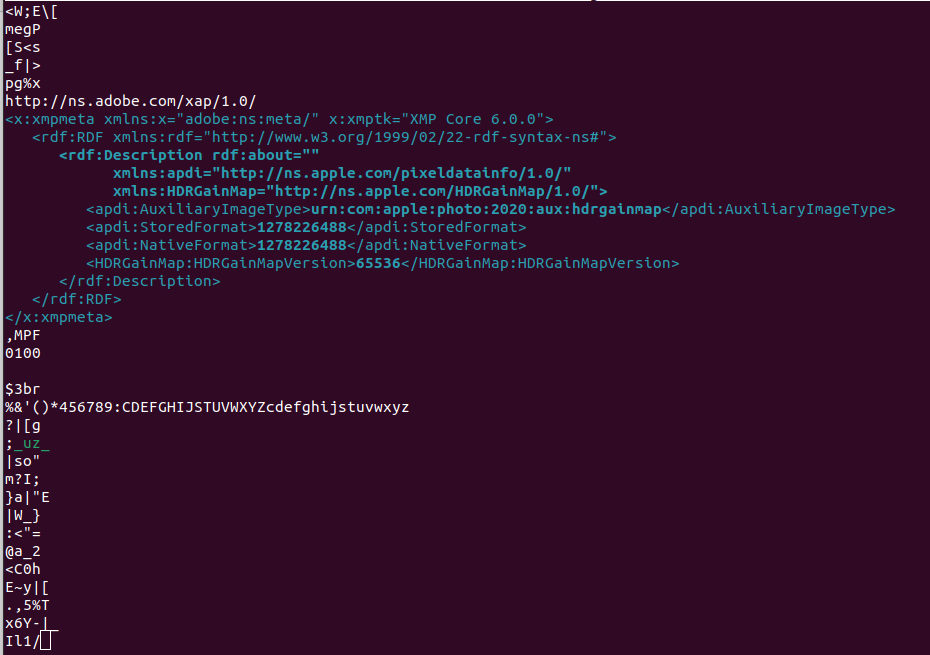 <W;E\[
megP
[S<s
_f|>
pg%x
http://ns.adobe.com/xap/1.0/
<x:xmpmeta xmlns:x="adobe:ns:meta/" x:xmptk="XMP Core 6.0.0">
   <rdf:RDF xmlns:rdf="http://www.w3.org/1999/02/22-rdf-syntax-ns#">
      <rdf:Description rdf:about=""
            xmlns:apdi="http://ns.apple.com/pixeldatainfo/1.0/"
            xmlns:HDRGainMap="http://ns.apple.com/HDRGainMap/1.0/">
         <apdi:AuxiliaryImageType>urn:com:apple:photo:2020:aux:hdrgainmap</apdi:AuxiliaryImageType>
         <apdi:StoredFormat>1278226488</apdi:StoredFormat>
         <apdi:NativeFormat>1278226488</apdi:NativeFormat>
         <HDRGainMap:HDRGainMapVersion>65536</HDRGainMap:HDRGainMapVersion>
      </rdf:Description>
   </rdf:RDF>
</x:xmpmeta>
,MPF
0100
$3br
%&'()*456789:CDEFGHIJSTUVWXYZcdefghijstuvwxyz
?|[g
;_uz_
|so"
m?I;
}a|"E
|W_}
:<"=
@a_2
<C0h
E~y|[
.,5%T
x6Y-|_
Il1/